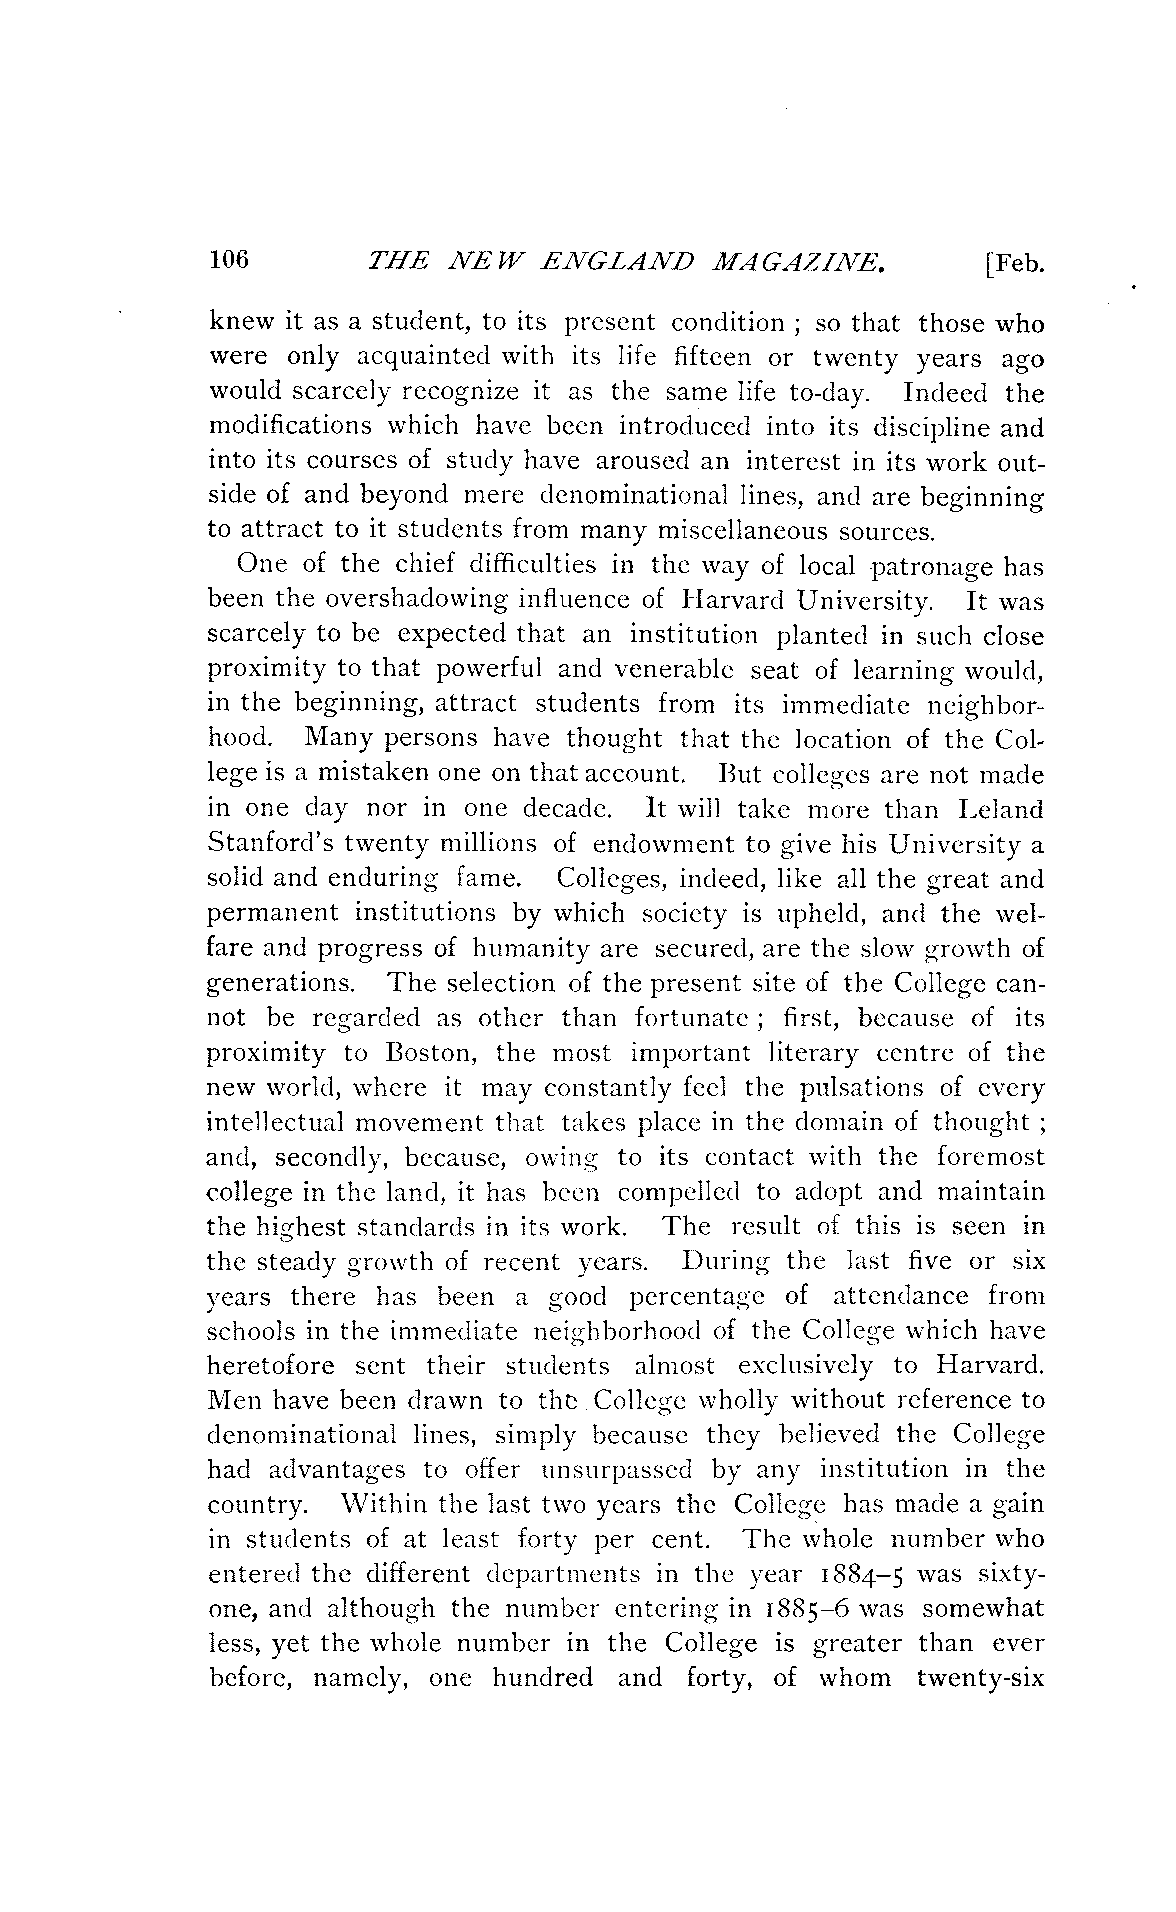 106 THE NEW ENGLAND MAGAZINE. [Feb.
knew it as a student, to its present condition ; so that those who
were only acquainted with its life fifteen or twenty years ago
would scarcely recognize it as the same life to-day. Indeed the
modifications which have been introduced into its discipline and
into its courses of study have aroused an interest in its work out-
side of and beyond mere denominational lines, and are beginning
to attract to it students from many miscellaneous sources.
One of the chief difficulties in the way of local patronage has
been the overshadowing influence of Harvard University. It was
scarcely to be expected that an institution planted in such close
proximity to that powerful and venerable seat of learning would,
in the beginning, attract students from its immediate neighbor-
hood. Many persons have thought that the location of the Col-
lege is a mistaken one on that account. But colleges are not made
in one day nor in one decade. It will take more than Leland
Stanford's twenty millions of endowment to give his University a
solid and enduring fame. Colleges, indeed, like all the great and
permanent institutions by which society is upheld, and the wel-
fare and progress of humanity are secured, are the slow growth of
generations. The selection of the present site of the College can-
not be regarded as other than fortunate ; first, because of its
proximity to Boston, the most important literary centre of the
new world, where it may constantly feel the pulsations of every
intellectual movement that takes place in the domain of thought ;
and, secondly, because, owing to its contact with the foremost
college in the land, it has been compelled to adopt and maintain
the highest standards in its work. The result of this is seen in
the steady growth of recent years. During the last five or six
years there has been a good percentage of attendance from
schools in the immediate neighborhood of the College which have
heretofore sent their students almost exclusively to Harvard.
Men have been drawn to the College wholly without reference to
denominational lines, simply because they believed the College
had advantages to offer unsurpassed by any institution in the
country. Within the last two years the College has made a gain
in students of at least forty per cent. The whole number who
entered the different departments in the year 1884–5 was sixty-
one, and although the number entering in 1885–6 was somewhat
less, yet the whole number in the College is greater than ever
before, namely, one hundred and forty, of whom twenty-six